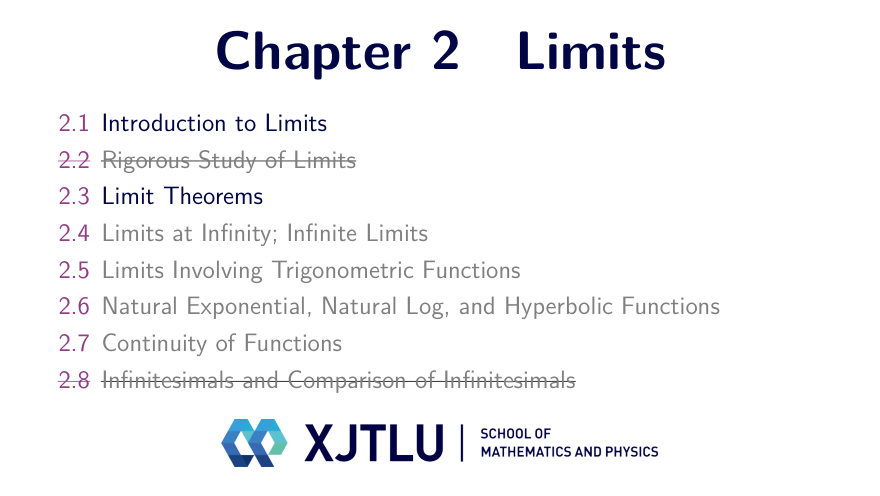 Chapter 2 Limits
2.1 Introduction to Limits
2.2 Rigorous Study of Limits
2.3 Limit Theorems
2.4 Limits at Infinity; Infinite Limits
2.5 Limits Involving Trigonometric Functions
2.6 Natural Exponential, Natural Log, and Hyperbolic Functions
2.7 Continuity of Functions
2.8 Infinitesimals and Comparison of Infinitesimals
XJTLU
SCHOOL OF
MATHEMATICS AND PHYSICS